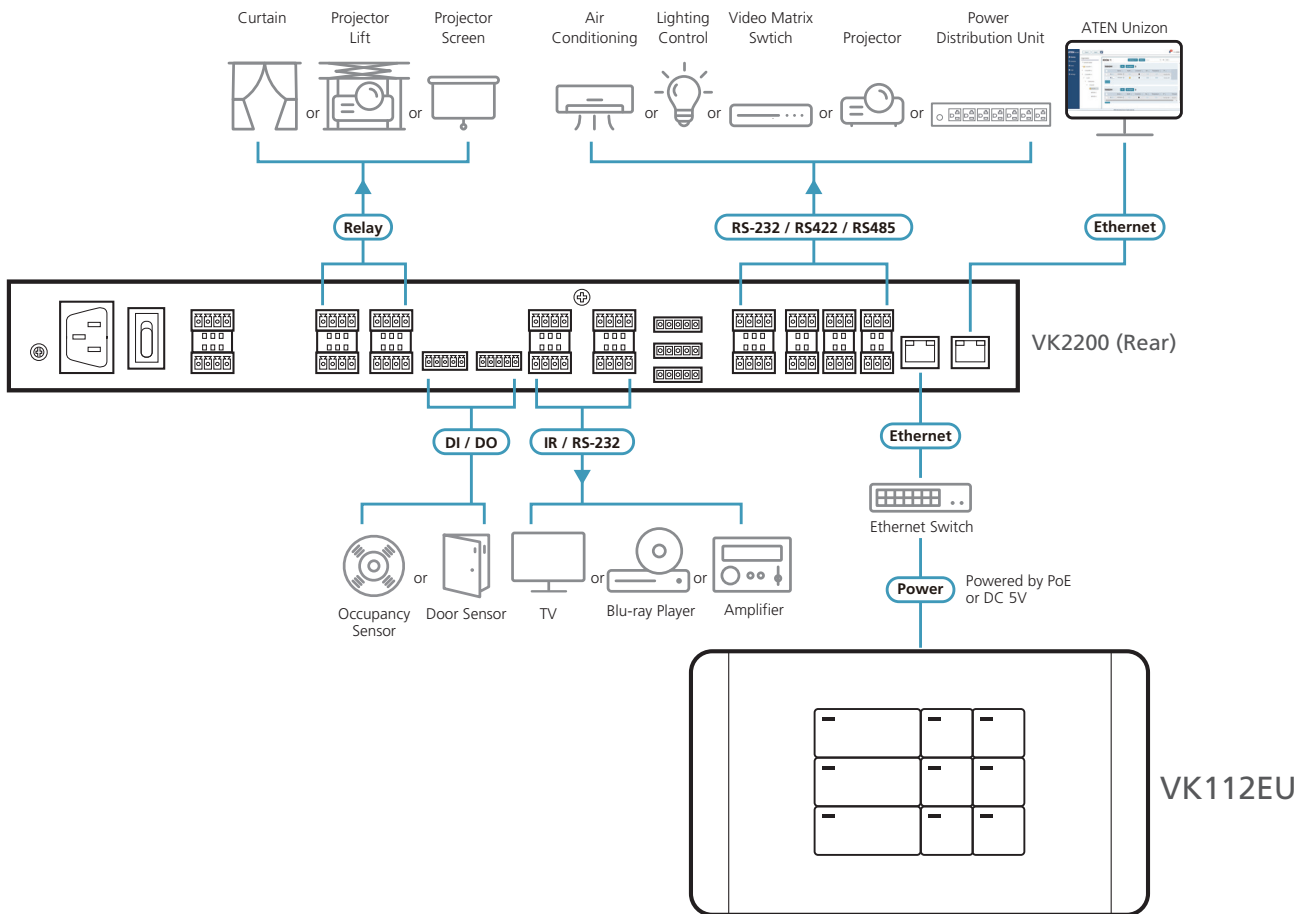 Curtain
Projector
Lift
Projector
Screen
Air
Conditioning
Lighting
Control
Video Matrix
Swtich
Projector
Power
Distribution Unit
ATEN Unizon
or
or
or
or
or
or
Relay
RS-232 / RS422 / RS485
Ethernet
VK2200 (Rear)
DI / DO
IR / RS-232
Ethernet
Ethernet Switch
or
or
or
Occupancy
Sensor
Door Sensor
TV
Blu-ray Player
Amplifier
Power
Powered by PoE
or DC 5V
VK112EU